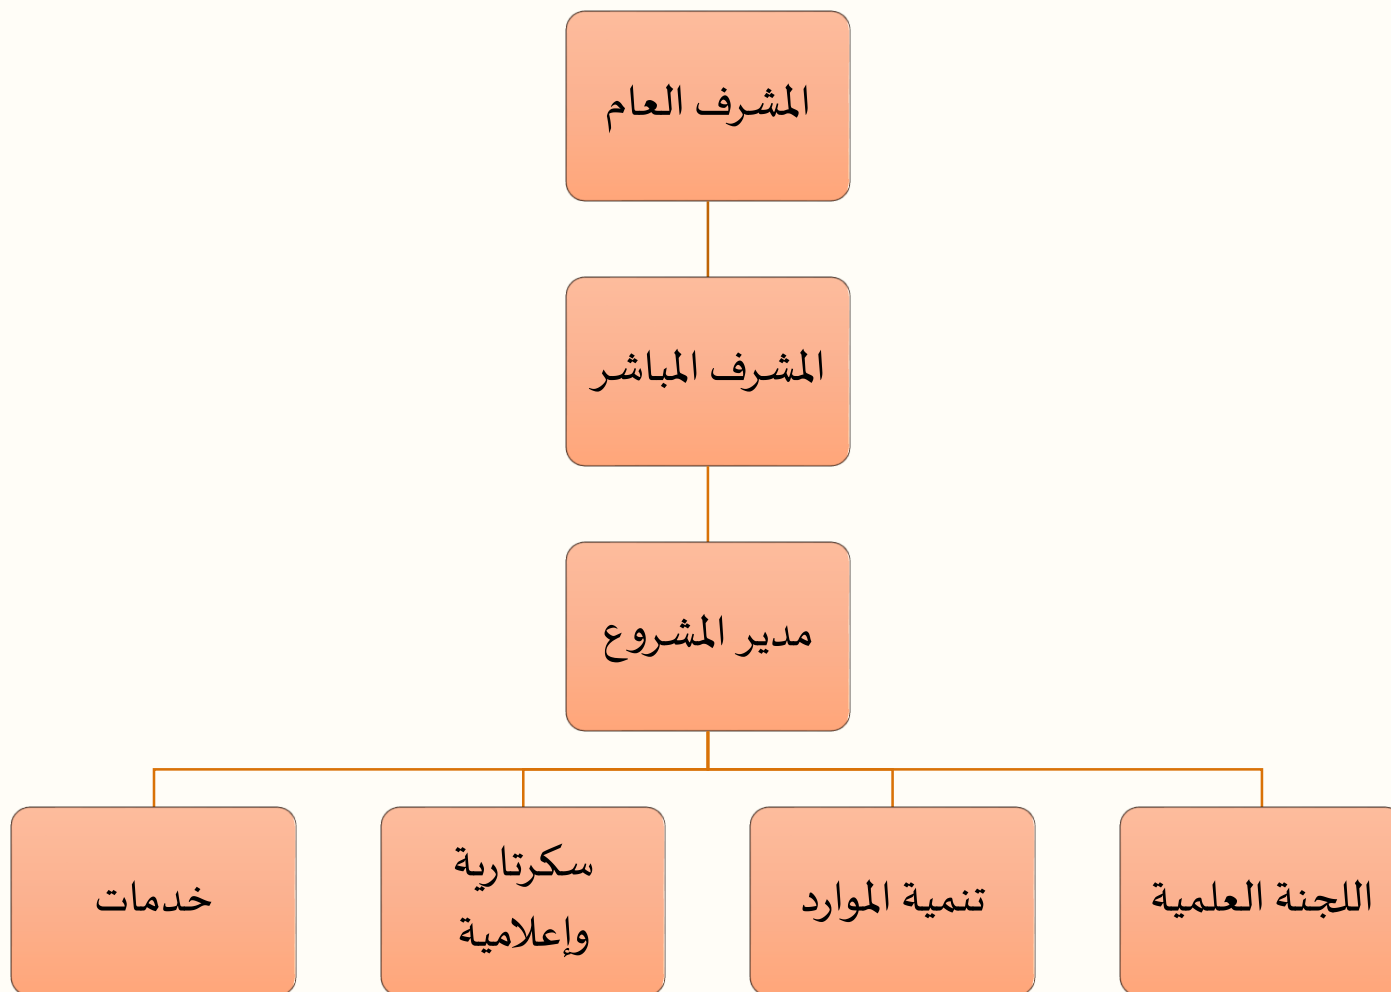 المشرف العام
المشرف المباشر
مدير المشروع
اللجنة العلمية
تنمية الموارد
سكرتارية
وإعلامية
خدمات